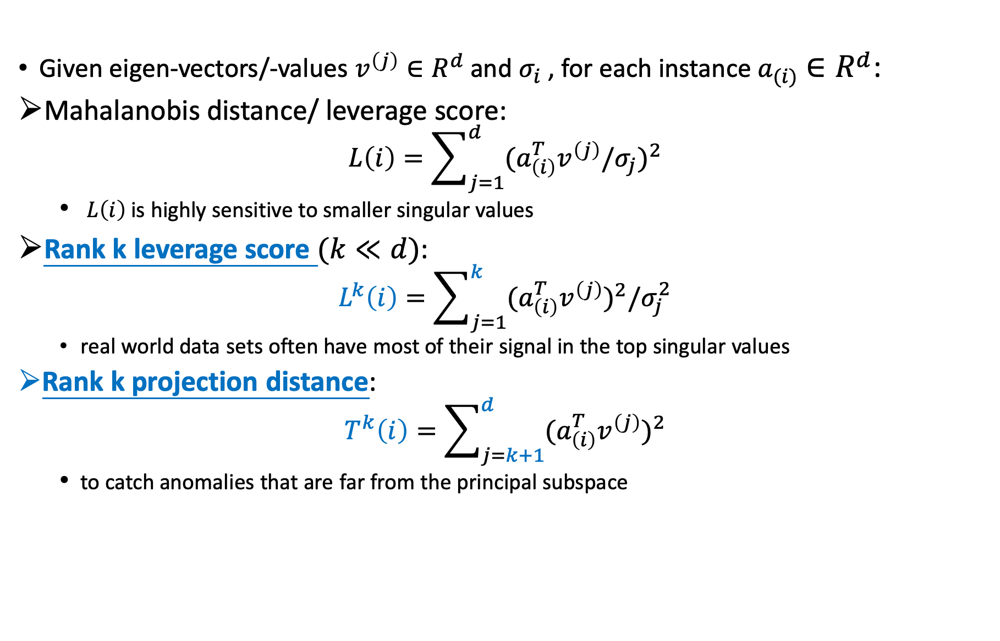 • Given eigen-vectors/-values $v^{(j)} \in R^d$ and $\sigma_i$ , for each instance $a_{(i)} \in R^d$:
➢Mahalanobis distance/ leverage score:
$L(i) = \sum_{j=1}^{d} (a_{(i)}^T v^{(j)} / \sigma_j)^2$
• $L(i)$ is highly sensitive to smaller singular values
➢Rank k leverage score ($k \ll d$):
$L^k(i) = \sum_{j=1}^{k} (a_{(i)}^T v^{(j)})^2 / \sigma_j^2$
• real world data sets often have most of their signal in the top singular values
➢Rank k projection distance:
$T^k(i) = \sum_{j=k+1}^{d} (a_{(i)}^T v^{(j)})^2$
• to catch anomalies that are far from the principal subspace